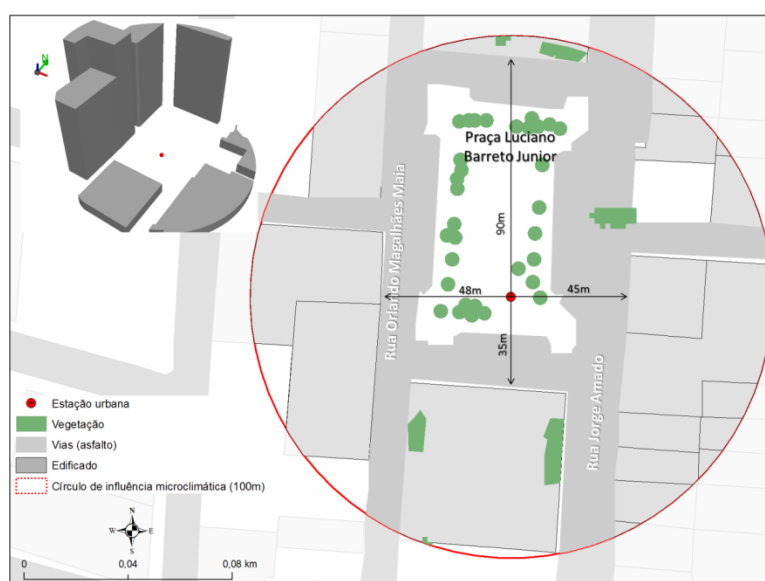 N
Praça Luciano
Barreto Junior
Rua Orlando Magalhães Maia
90m
48m
45m
35m
Rua Jorge Amado
Estação urbana
Vegetação
Vias (asfalto)
Edificado
Círculo de influência microclimática (100m)
N
W
E
S
0
0,04
0,08 km